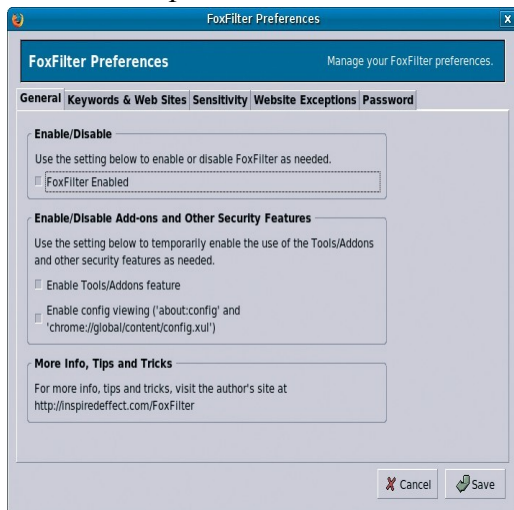 FoxFilter Preferences
FoxFilter Preferences
Manage your FoxFilter preferences.
General Keywords & Web Sites Sensitivity Website Exceptions Password
Enable/Disable
Use the setting below to enable or disable FoxFilter as needed.
FoxFilter Enabled
Enable/Disable Add-ons and Other Security Features
Use the setting below to temporarily enable the use of the Tools/Addons
and other security features as needed.
Enable Tools/Addons feature
Enable config viewing ('about:config' and
'chrome://global/content/config.xul')
More Info, Tips and Tricks
For more info, tips and tricks, visit the author's site at
http://inspiredeffect.com/FoxFilter
Cancel Save